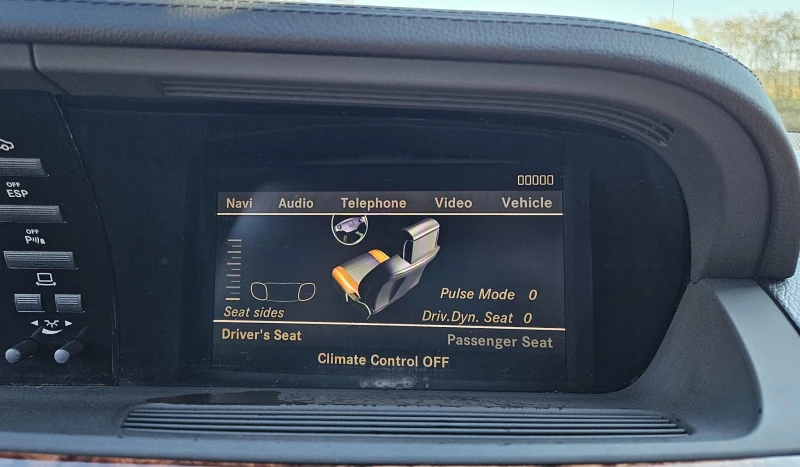 OFF
ESP
OFF
P
Navi Audio Telephone Video Vehicle
Pulse Mode 0
Seat sides Driv.Dyn. Seat 0
Driver's Seat Passenger Seat
Climate Control OFF